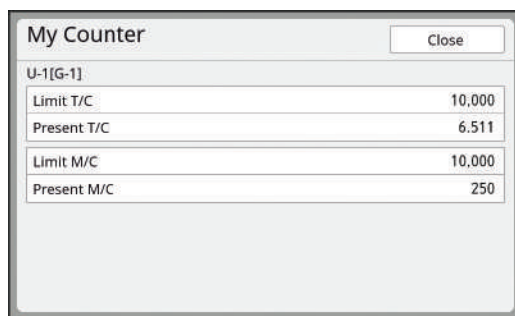 My Counter
Close
U-1[G-1]
Limit T/C 10,000
Present T/C 6.511
Limit M/C 10,000
Present M/C 250